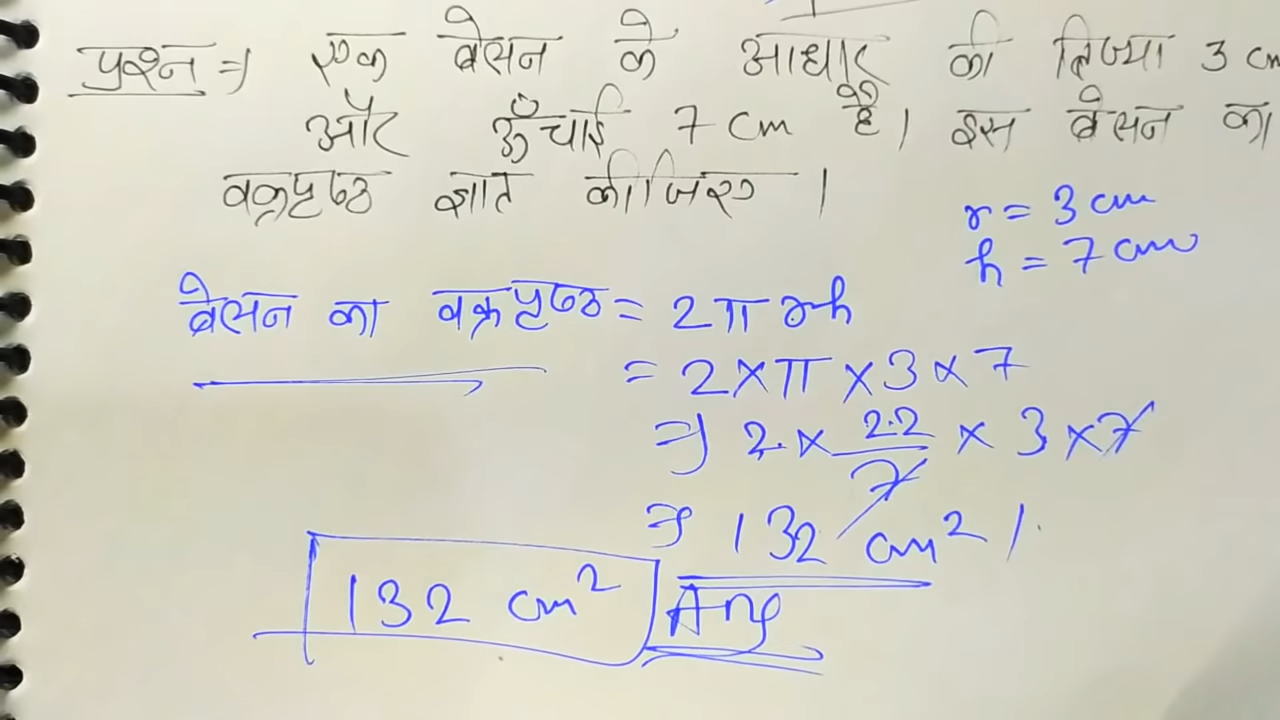 प्रश्न ⇒ एक बेलन के आधार की त्रिज्या 3 cm
और ऊँचाई 7 cm है। इस बेलन का
वक्रपृष्ठ ज्ञात कीजिए ।
r = 3 cm
h = 7 cm
बेलन का वक्रपृष्ठ = 2πrh
= 2 × π × 3 × 7
⇒ 2 × 22/7 × 3 × 7
⇒ 132 cm² /.
132 cm² Ans